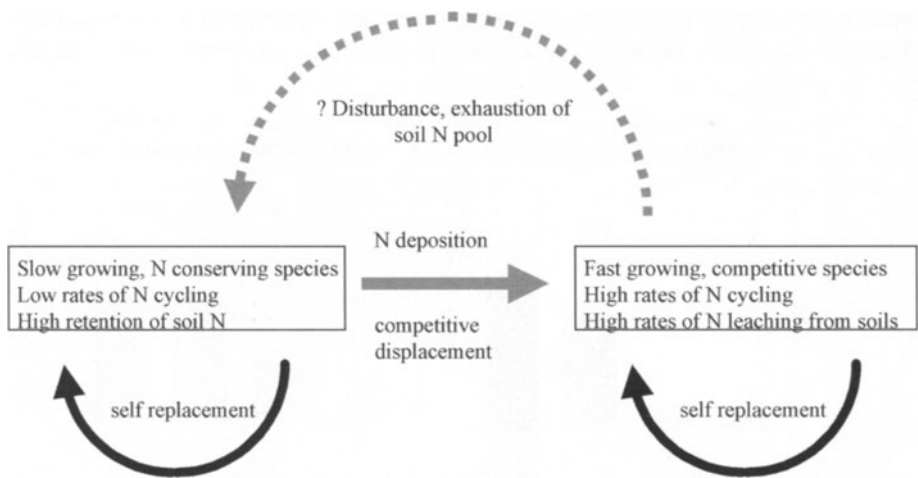 ? Disturbance, exhaustion of
soil N pool
N deposition
Slow growing, N conserving species
Low rates of N cycling
High retention of soil N
competitive
displacement
Fast growing, competitive species
High rates of N cycling
High rates of N leaching from soils
self replacement
self replacement